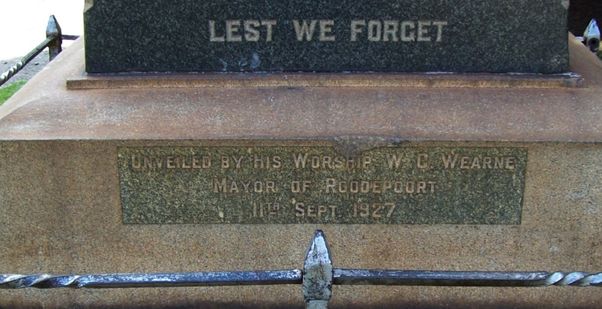 LEST WE FORGET
UNVEILED BY HIS WORSHIP W. C. WEARNE
MAYOR OF ROODEPOORT
11TH SEPT 1927